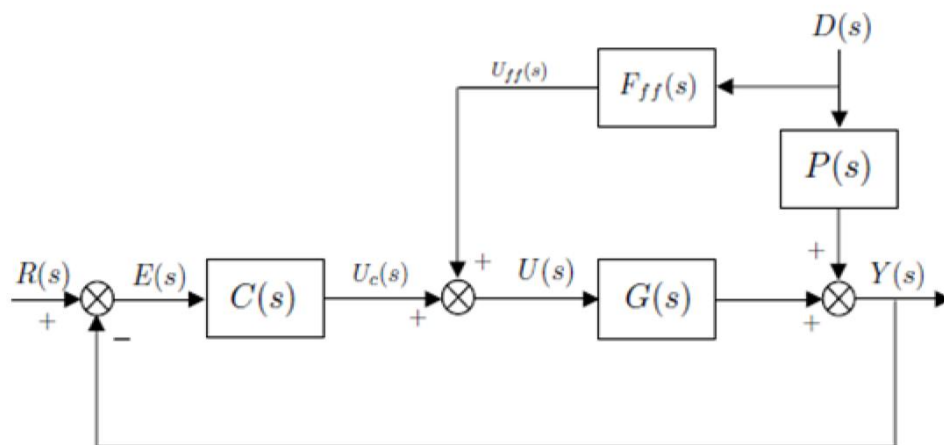 D(s)
U_{ff}(s)
F_{ff}(s)
P(s)
+
+
R(s)
E(s)
C(s)
U_c(s)
U(s)
G(s)
Y(s)
+
+
+
−